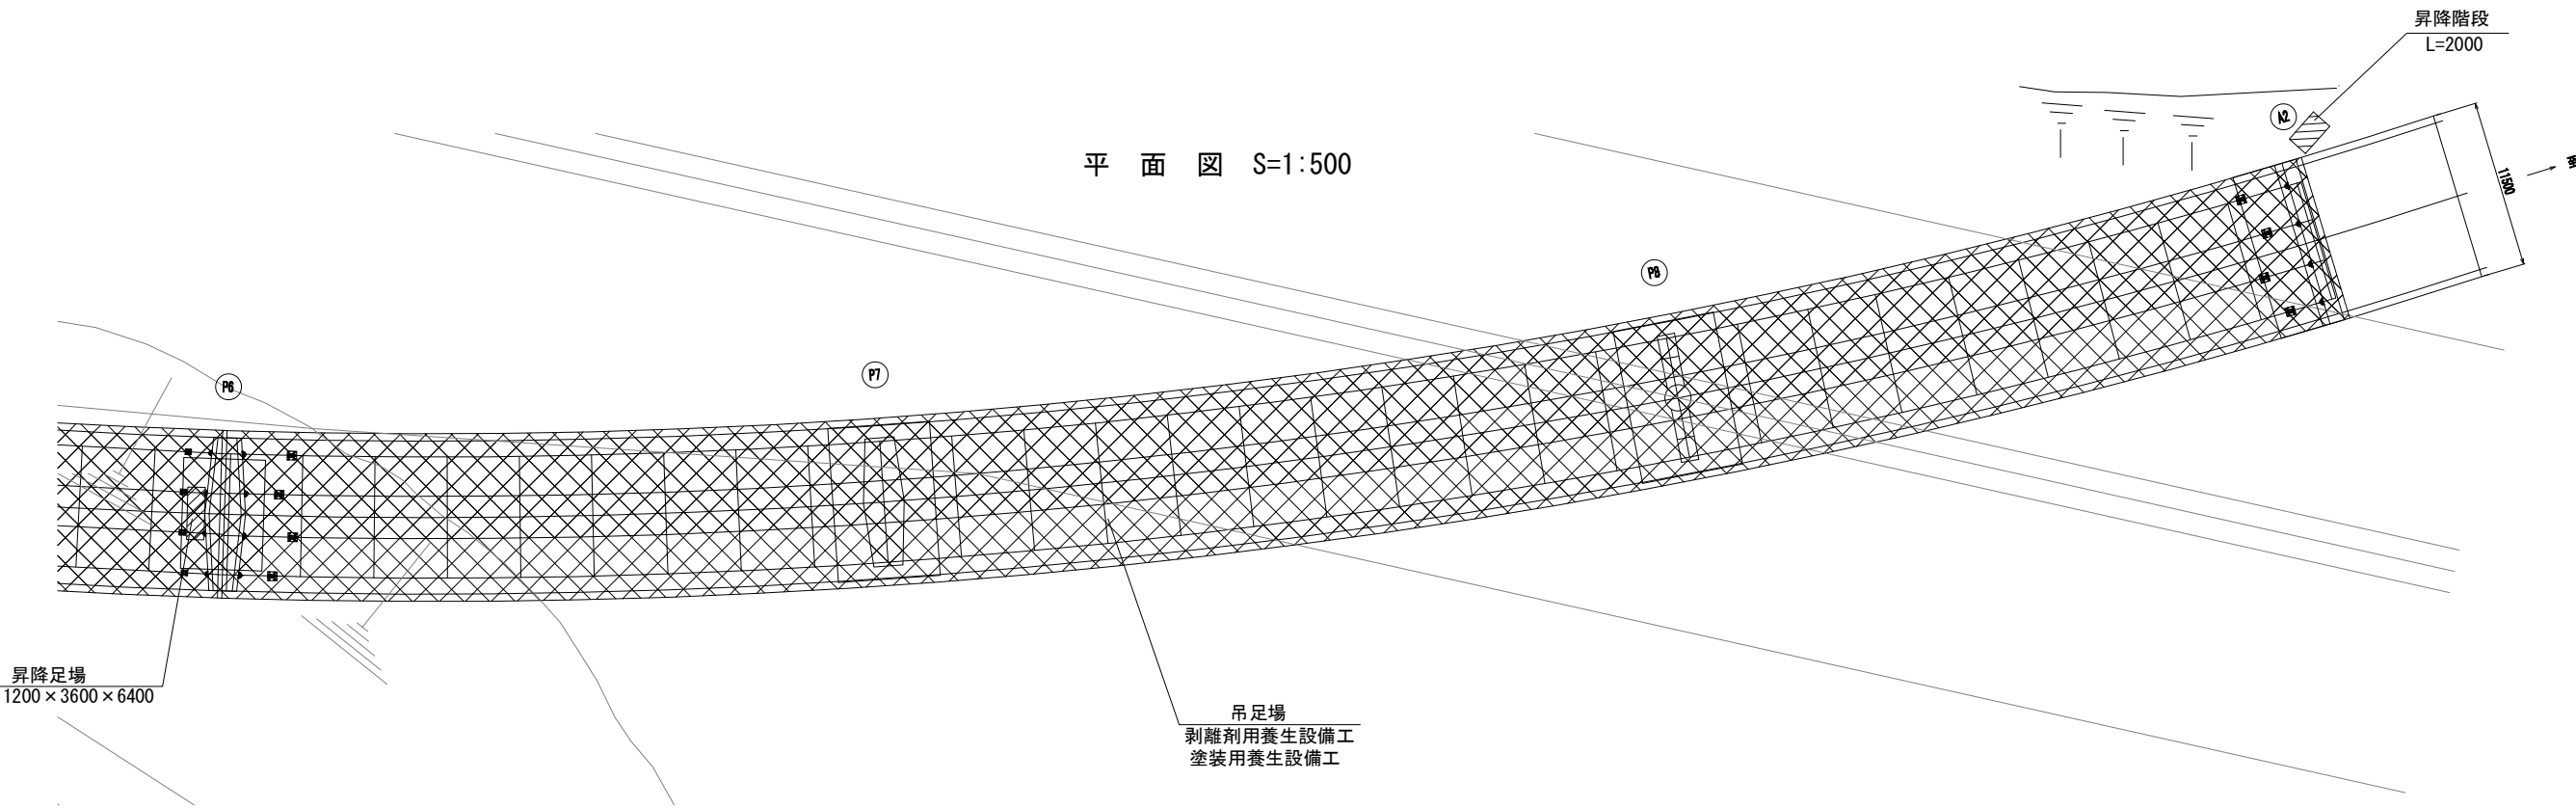 昇降階段
L=2000
A2
11500
平 面 図 S=1:500
P8
P7
P6
昇降足場
1200×3600×6400
吊足場
剥離剤用養生設備工
塗装用養生設備工